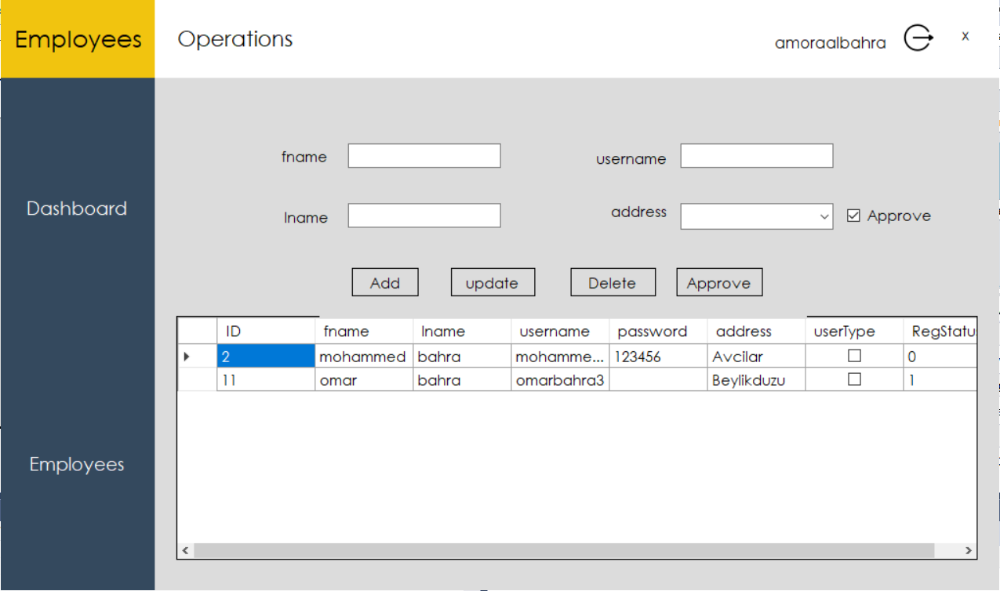 Employees
Operations
amoraalbahra
x
fname
username
Dashboard
lname
address
Approve
Add update Delete Approve
ID fname lname username password address userType RegStatu
2 mohammed bahra mohamme... 123456 Avcilar 0
11 omar bahra omarbahra3 Beylikduzu 1
Employees